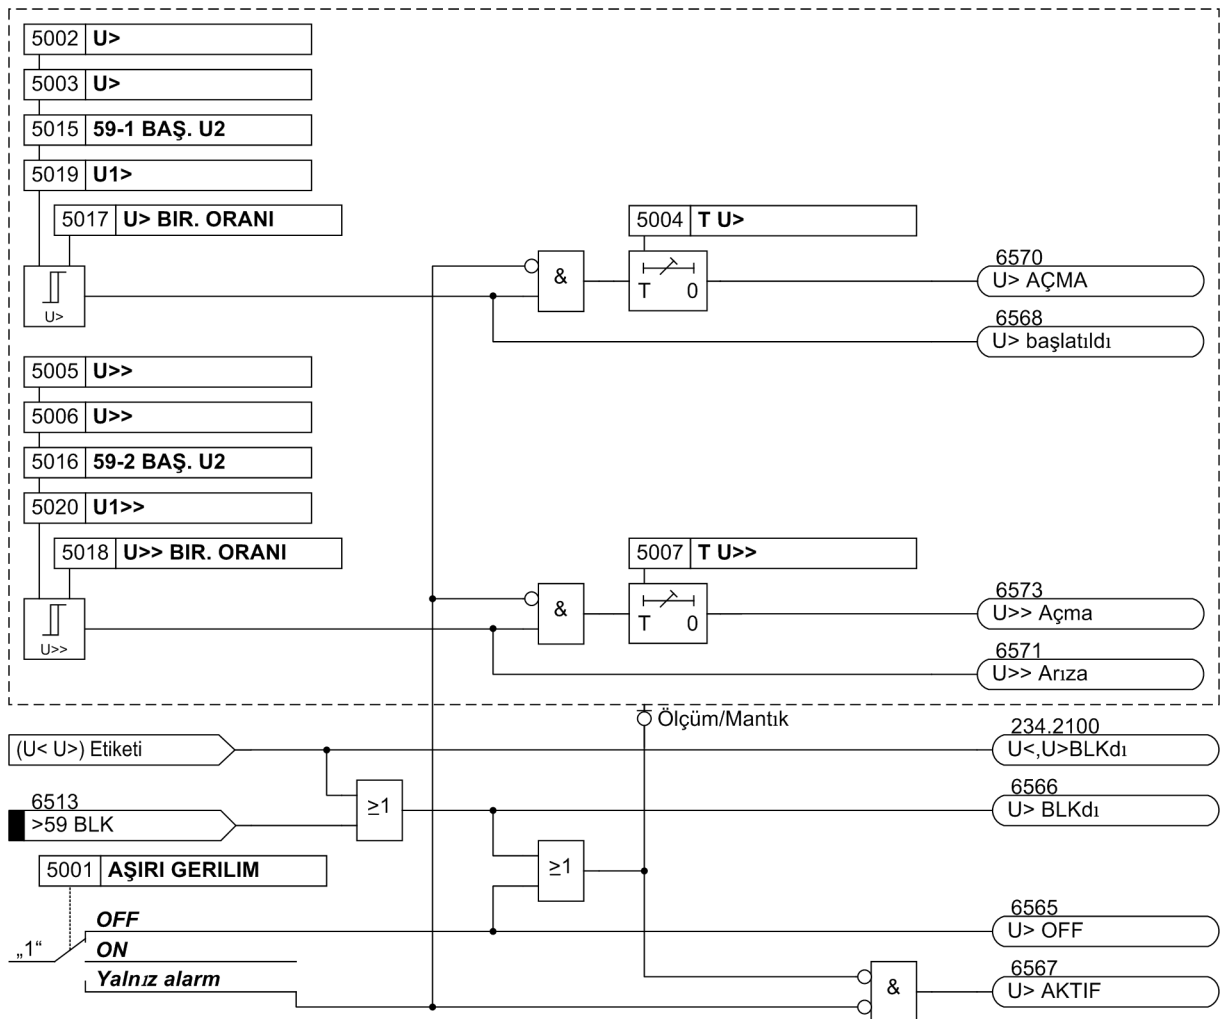 5002 U>
5003 U>
5015 59-1 BAŞ. U2
5019 U1>
5017 U> BIR. ORANI
5004 T U>
U>
&
T 0
6570
U> AÇMA
6568
U> başlatıldı
5005 U>>
5006 U>>
5016 59-2 BAŞ. U2
5020 U1>>
5018 U>> BIR. ORANI
5007 T U>>
U>>
&
T 0
6573
U>> Açma
6571
U>> Arıza
Ölçüm/Mantık
(U< U>) Etiketi
234.2100
U<,U>BLKdı
6513
>59 BLK
≥1
6566
U> BLKdı
5001 AŞIRI GERILIM
≥1
„1“
OFF
ON
Yalnız alarm
6565
U> OFF
&
6567
U> AKTIF